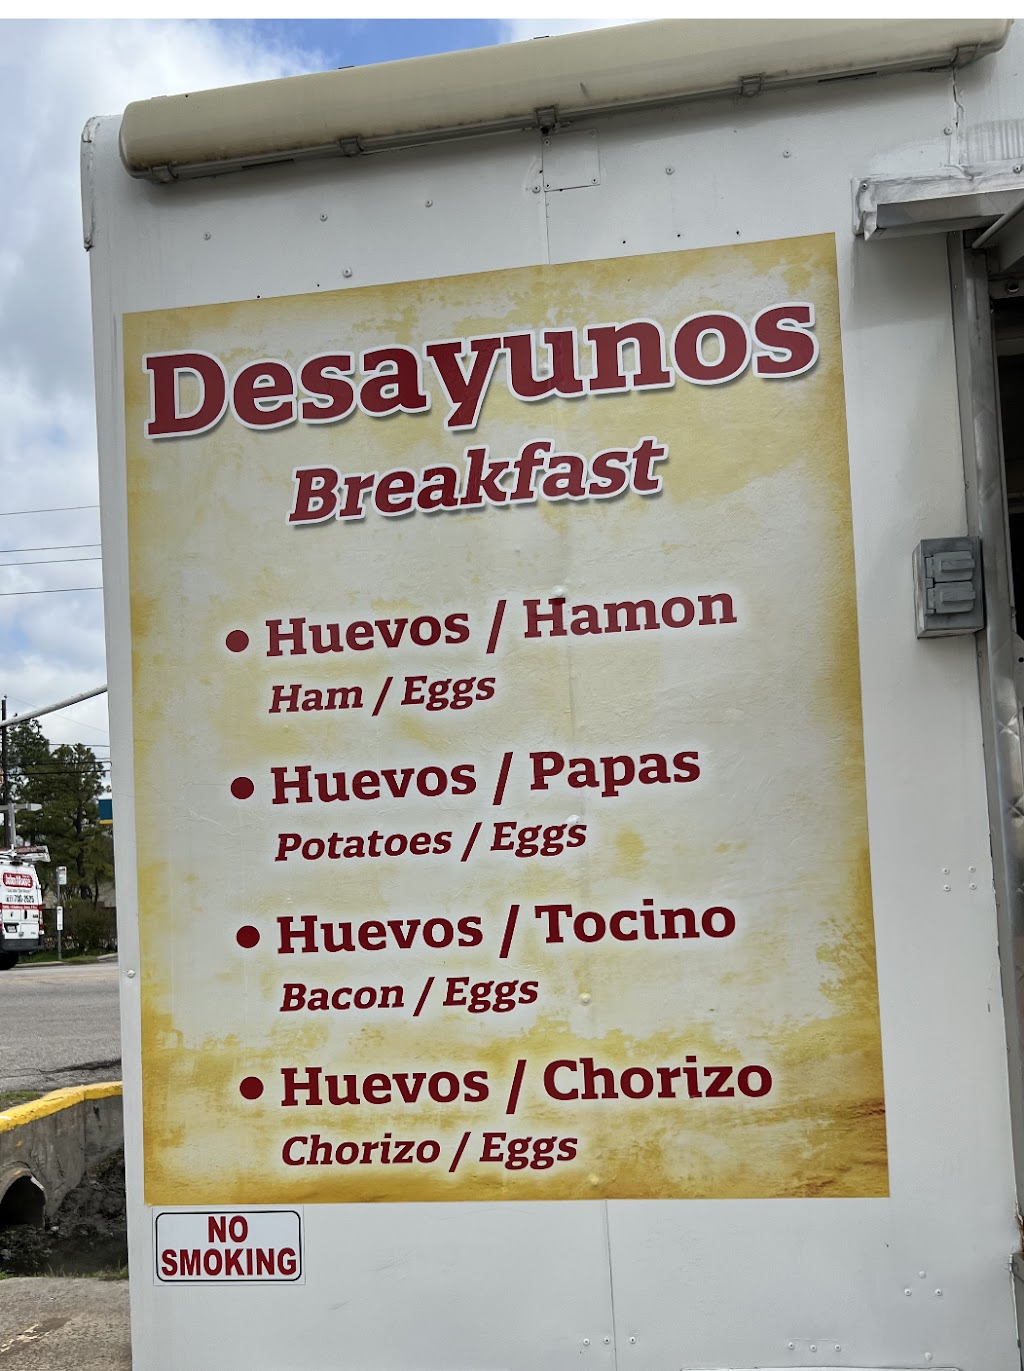 Desayunos
Breakfast
• Huevos / Hamon
Ham / Eggs
• Huevos / Papas
Potatoes / Eggs
• Huevos / Tocino
Bacon / Eggs
• Huevos / Chorizo
Chorizo / Eggs
NO
SMOKING